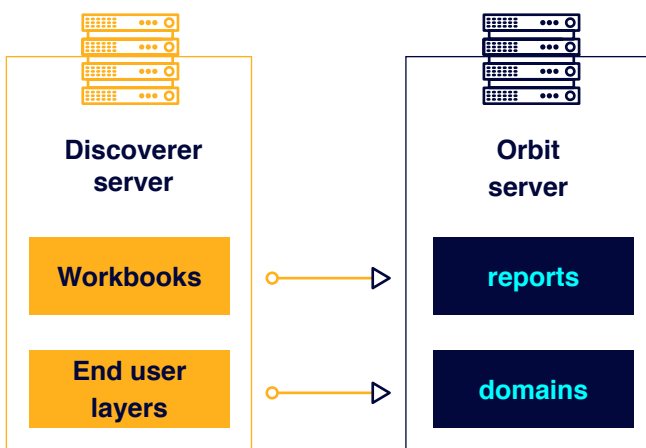 Discoverer
server
Workbooks
End user
layers
Orbit
server
reports
domains